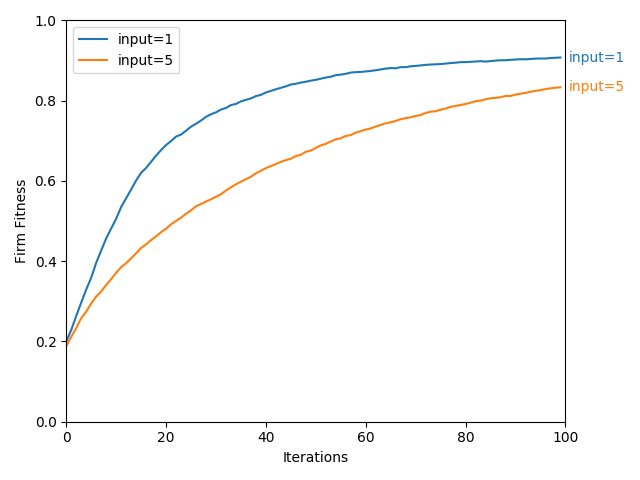 1.0
0.8
0.6
0.4
0.2
0.0
Firm Fitness
input=1
input=5
input=1
input=5
0 20 40 60 80 100
Iterations